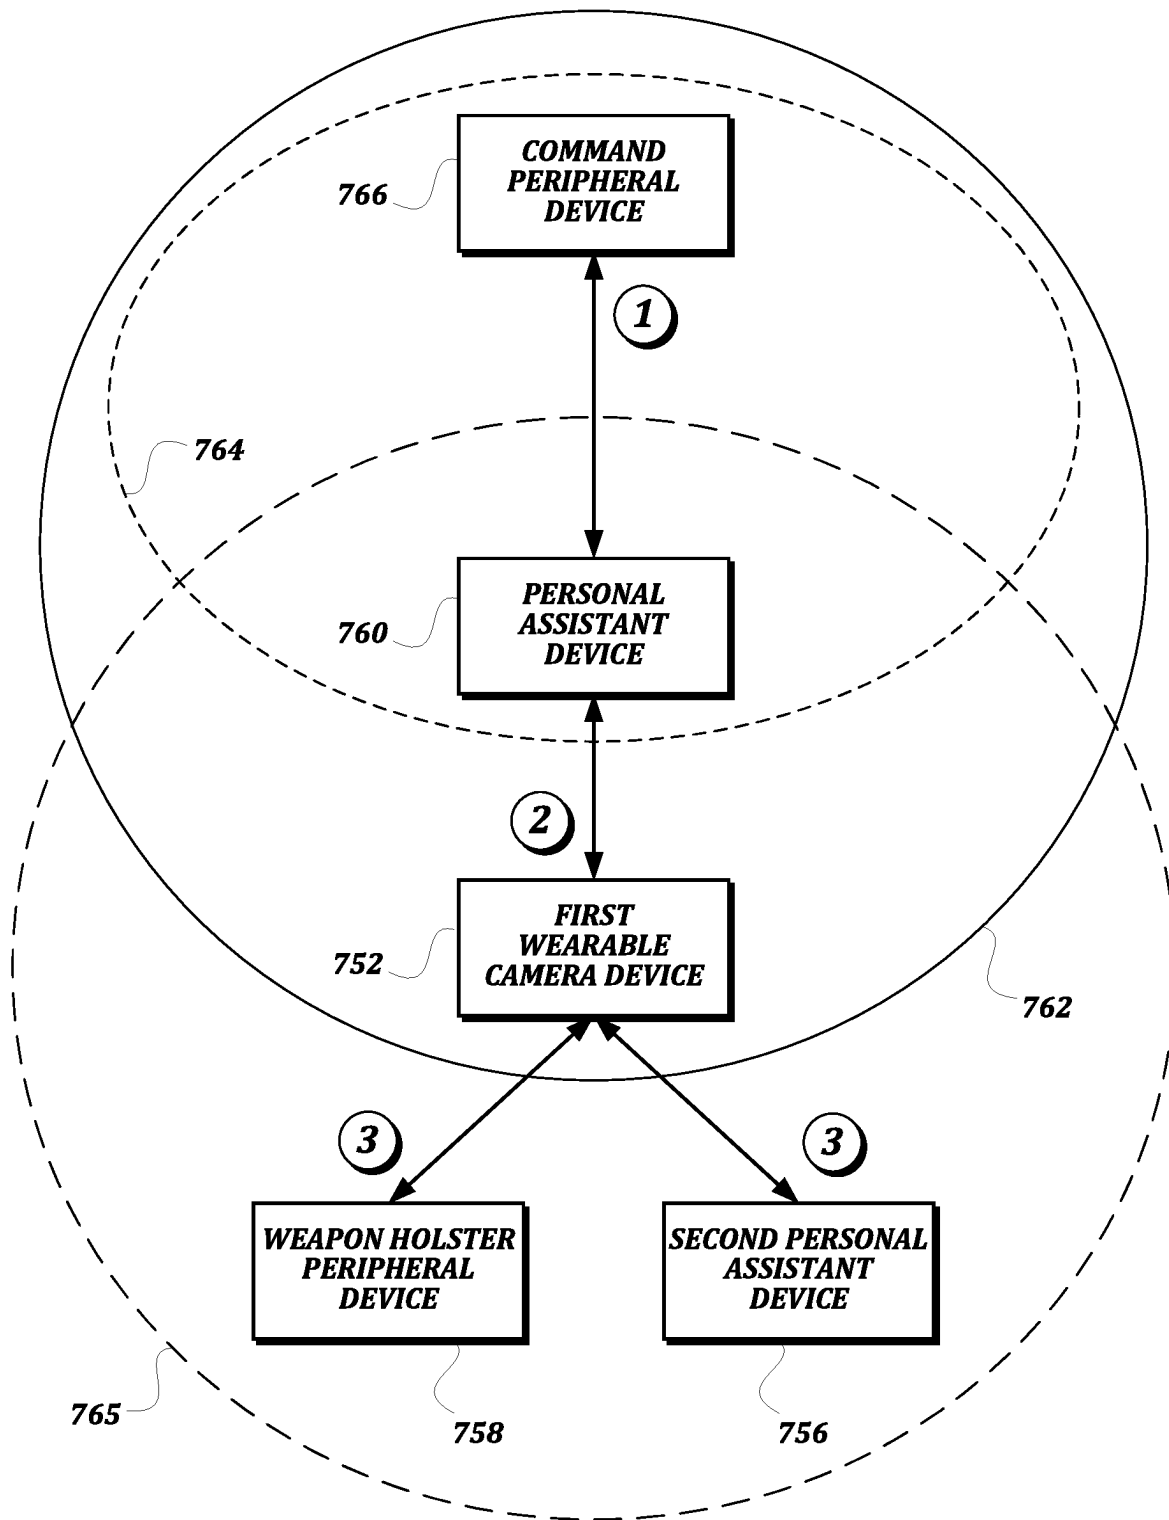 COMMAND
PERIPHERAL
DEVICE
766
1
764
PERSONAL
ASSISTANT
DEVICE
760
2
FIRST
WEARABLE
CAMERA DEVICE
752
762
3
3
WEAPON HOLSTER
PERIPHERAL
DEVICE
SECOND PERSONAL
ASSISTANT
DEVICE
765
758
756